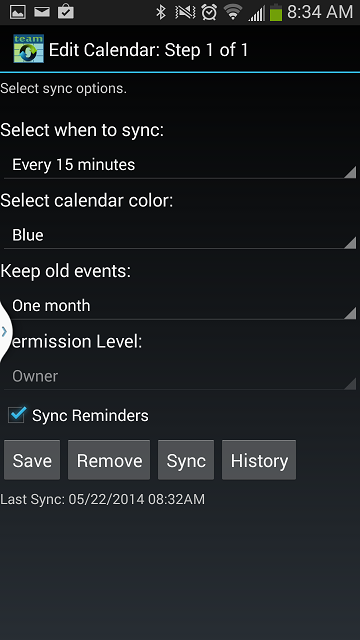 8:34 AM
team
Edit Calendar: Step 1 of 1
Select sync options.
Select when to sync:
Every 15 minutes
Select calendar color:
Blue
Keep old events:
One month
ermission Level:
Owner
Sync Reminders
Save Remove Sync History
Last Sync: 05/22/2014 08:32AM